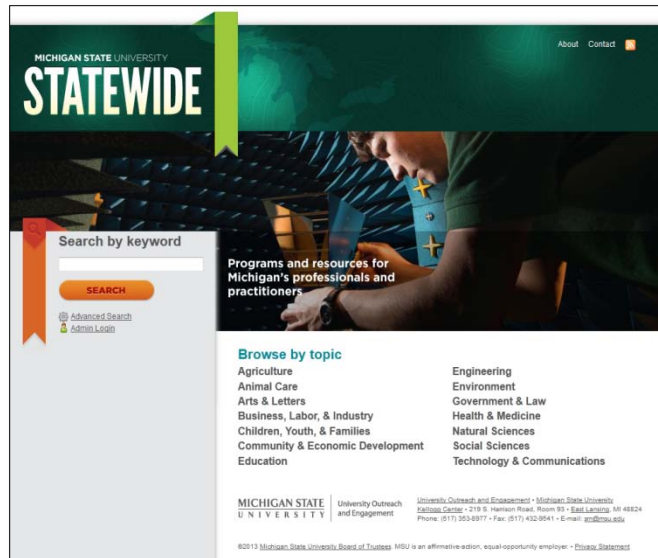 About Contact
MICHIGAN STATE UNIVERSITY
STATEWIDE
Search by keyword
SEARCH
Advanced Search
Admin Login
Programs and resources for
Michigan's professionals and
practitioners
Browse by topic
Agriculture
Animal Care
Arts & Letters
Business, Labor, & Industry
Children, Youth, & Families
Community & Economic Development
Education
Engineering
Environment
Government & Law
Health & Medicine
Natural Sciences
Social Sciences
Technology & Communications
MICHIGAN STATE
UNIVERSITY
University Outreach
and Engagement
University Outreach and Engagement • Michigan State University
Kellogg Center • 219 S. Harrison Road, Room 93 • East Lansing, MI 48824
Phone: (517) 353-8977 • Fax: (517) 432-9541 • E-mail:
©2013 Michigan State University Board of Trustees. MSU is an affirmative-action, equal-opportunity employer. • Privacy Statement